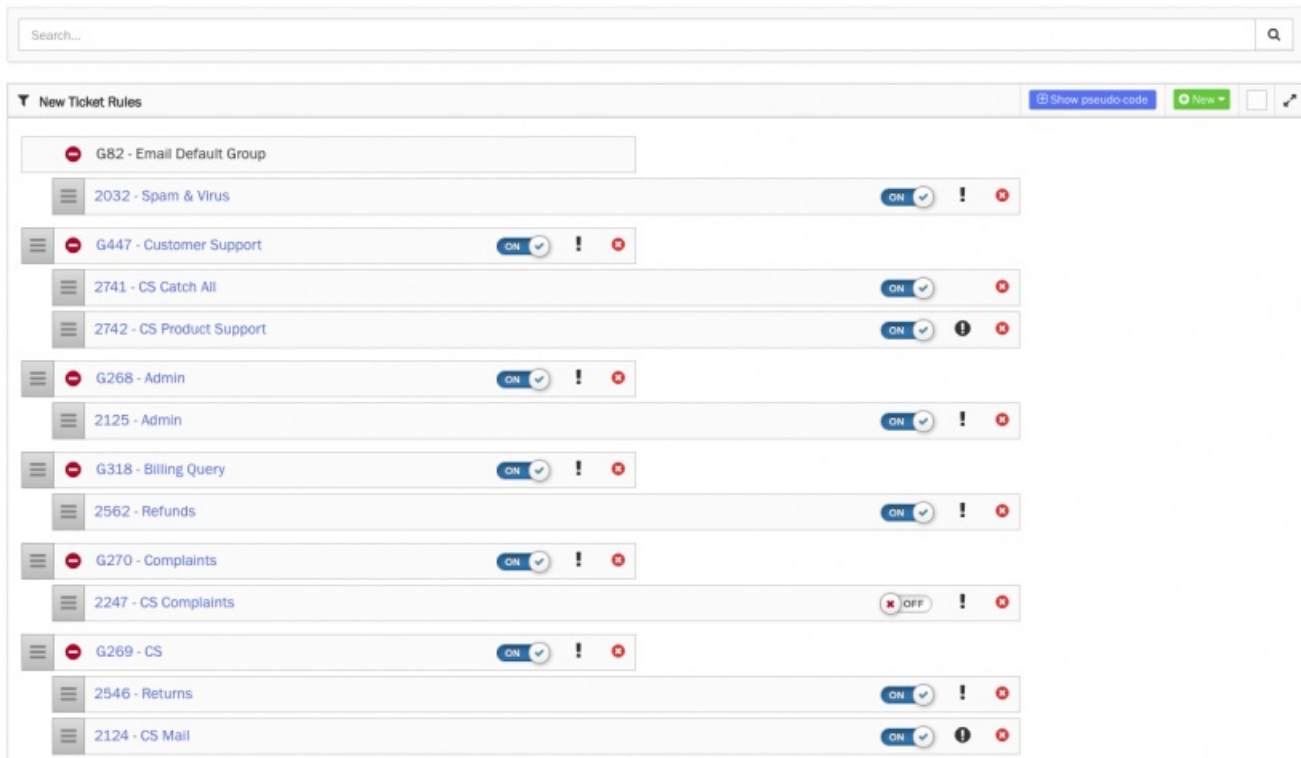 Search...
New Ticket Rules Show pseudo-code New
G82 - Email Default Group
2032 - Spam & Virus ON !
G447 - Customer Support ON !
2741 - CS Catch All ON
2742 - CS Product Support ON !
G268 - Admin ON !
2125 - Admin ON !
G318 - Billing Query ON !
2562 - Refunds ON !
G270 - Complaints ON !
2247 - CS Complaints OFF !
G269 - CS ON !
2546 - Returns ON !
2124 - CS Mail ON !